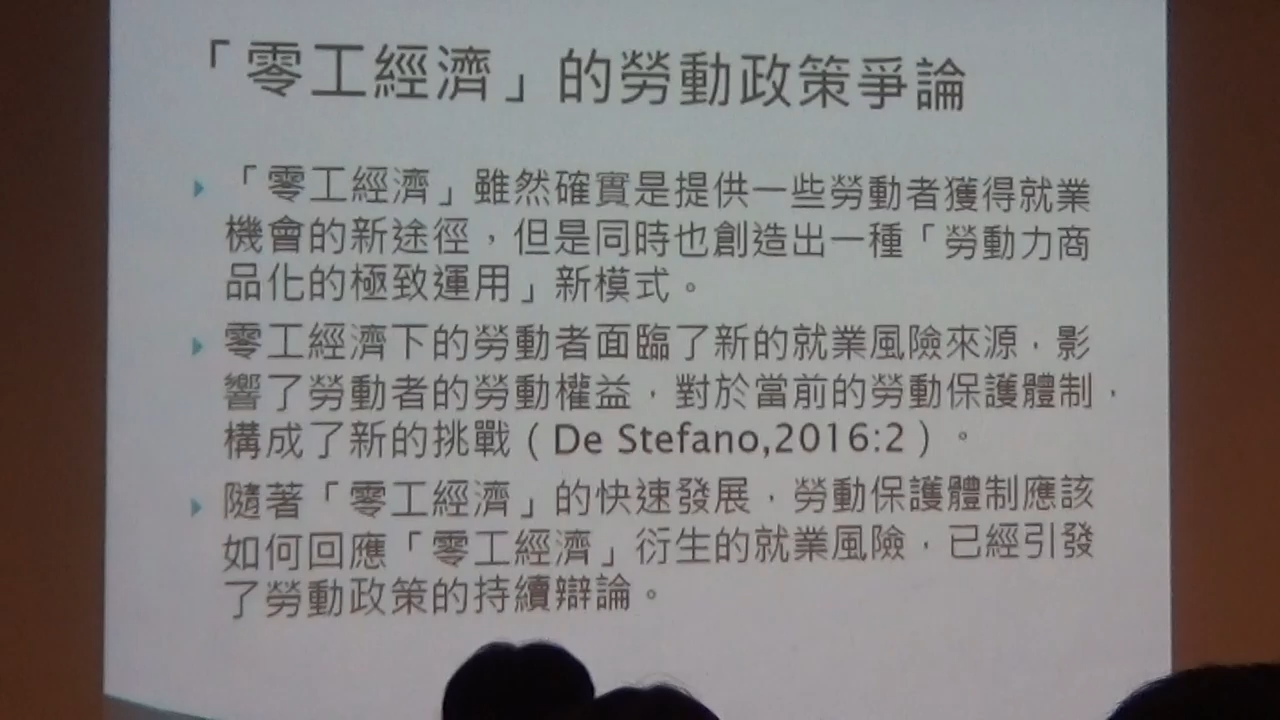 「零工經濟」的勞動政策爭論
「零工經濟」雖然確實是提供一些勞動者獲得就業
機會的新途徑，但是同時也創造出一種「勞動力商
品化的極致運用」新模式。
零工經濟下的勞動者面臨了新的就業風險來源，影
響了勞動者的勞動權益，對於當前的勞動保護體制，
構成了新的挑戰（De Stefano,2016:2）。
隨著「零工經濟」的快速發展，勞動保護體制應該
如何回應「零工經濟」衍生的就業風險，已經引發
了勞動政策的持續辯論。